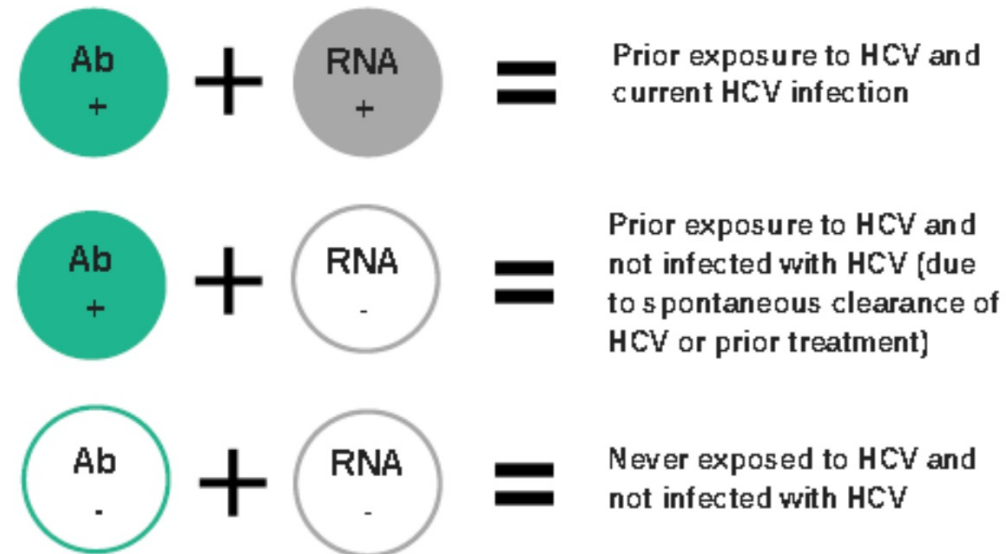 Ab
+
+
RNA
+
=
Prior exposure to HCV and
current HCV infection
Ab
+
+
RNA
-
=
Prior exposure to HCV and
not infected with HCV (due
to spontaneous clearance of
HCV or prior treatment)
Ab
-
+
RNA
-
=
Never exposed to HCV and
not infected with HCV